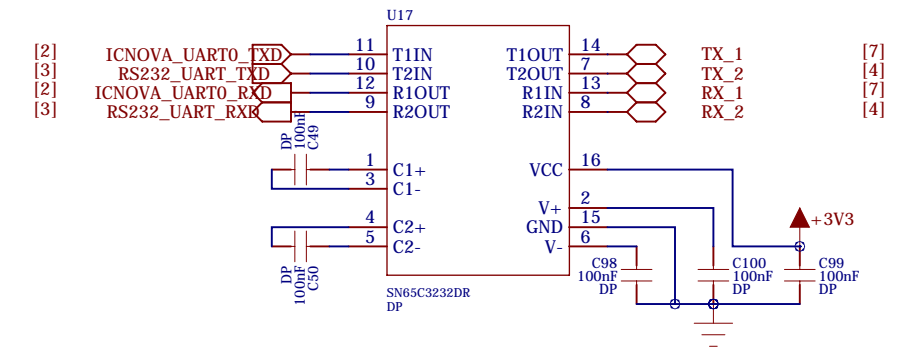 U17
[2] ICNOVA_UART0_TXD 11 T1IN T1OUT 14 TX_1 [7]
[3] RS232_UART_TXD 10 T2IN T2OUT 7 TX_2 [4]
[2] ICNOVA_UART0_RXD 12 R1OUT R1IN 13 RX_1 [7]
[3] RS232_UART_RXD 9 R2OUT R2IN 8 RX_2 [4]
DP
100nF
C49
1 C1+ VCC 16
3 C1-
V+ 2
4 C2+ GND 15 +3V3
5 C2- V- 6
DP
100nF
C50
C98 C100 C99
100nF 100nF 100nF
DP DP DP
SN65C3232DR
DP